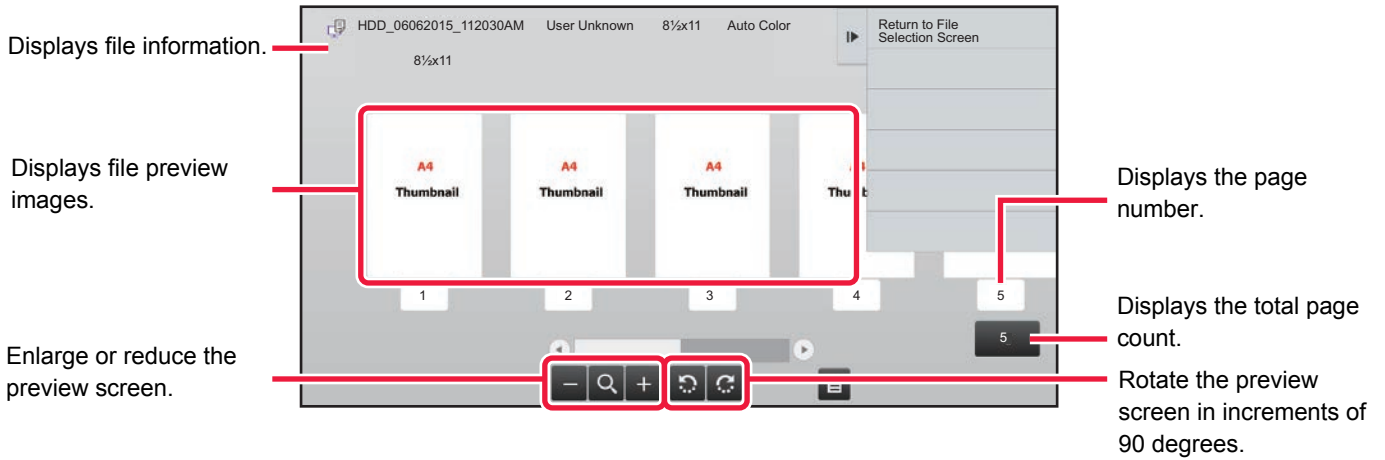 Displays file information.
HDD_06062015_112030AM User Unknown 8½x11 Auto Color
8½x11
Return to File
Selection Screen
Displays file preview
images.
A4
Thumbnail
A4
Thumbnail
A4
Thumbnail
Thu
1 2 3 4 5
Displays the page
number.
Displays the total page
count.
5
Enlarge or reduce the
preview screen.
Rotate the preview
screen in increments of
90 degrees.